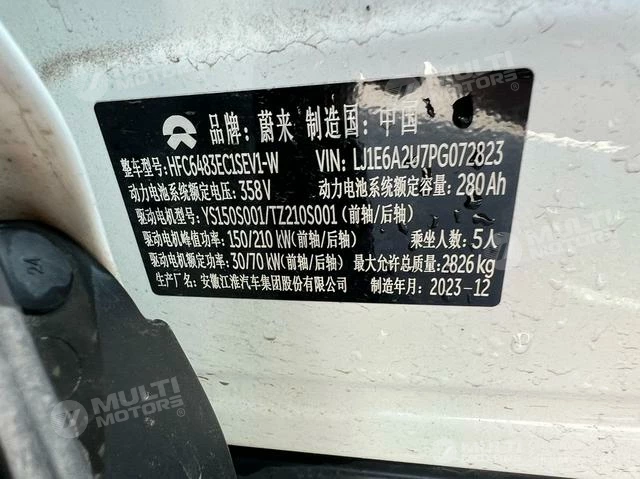 品牌：蔚来 制造国：中国
整车型号：HFC6483EC1SEV1-W VIN: LJ1E6A2U7PG072823
动力电池系统额定电压：358V 动力电池系统额定容量：280Ah
驱动电机型号：YS150S001/TZ210S001（前轴/后轴）
驱动电机峰值功率：150/210 kW（前轴/后轴） 乘坐人数：5人
驱动电机额定功率：30/70 kW（前轴/后轴） 最大允许总质量：2826kg
生产厂名：安徽江淮汽车集团股份有限公司 制造年月：2023-12
24
MULTI
MOTORS
MULTI
MOTORS